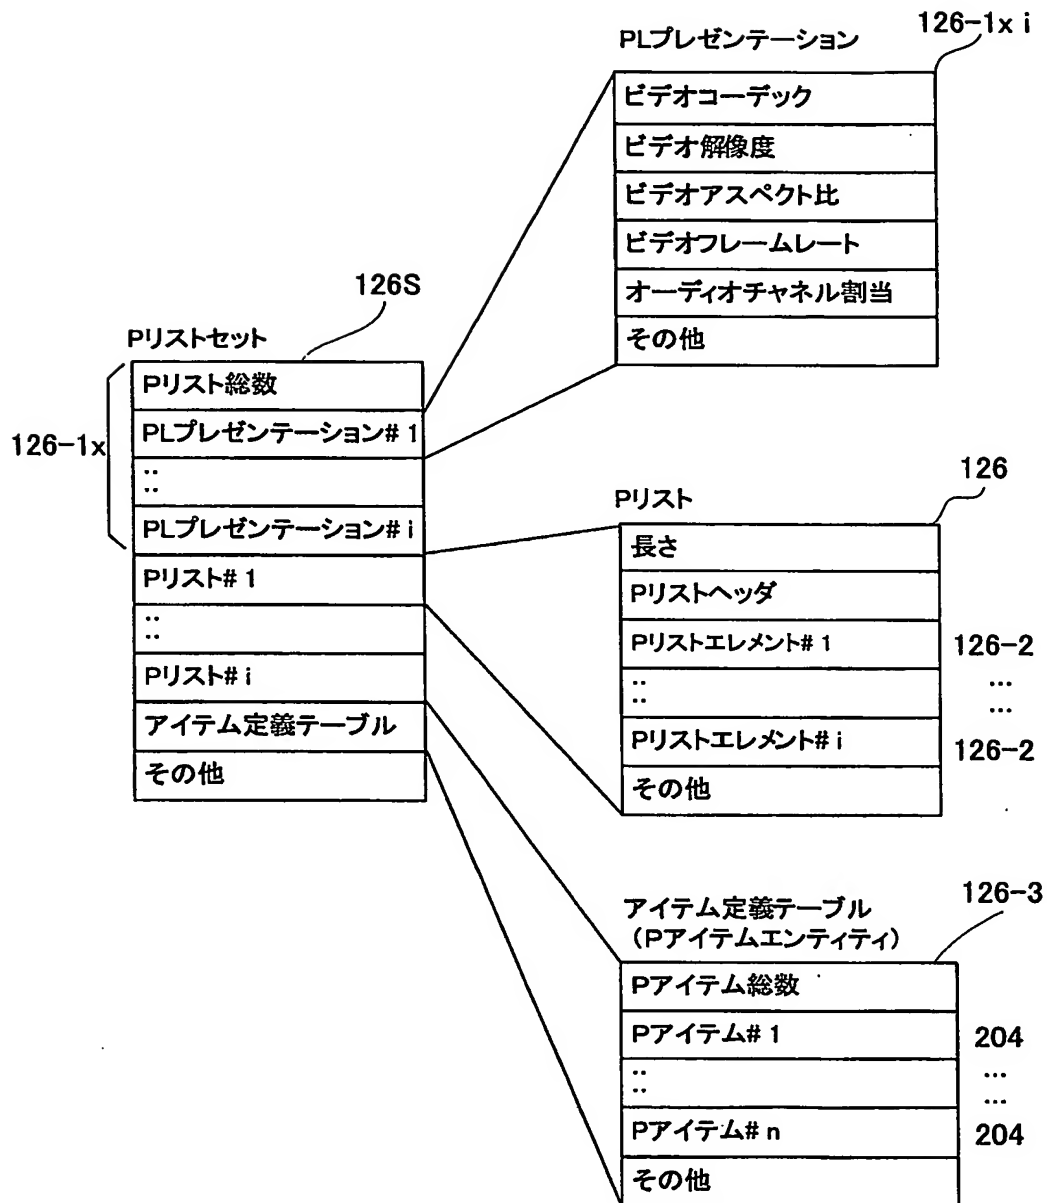 126-1x i
PLプレゼンテーション
ビデオコーデック
ビデオ解像度
ビデオアスペクト比
ビデオフレームレート
オーディオチャネル割当
その他
126S
Pリストセット
Pリスト総数
PLプレゼンテーション#1
::
PLプレゼンテーション#i
Pリスト#1
::
Pリスト#i
アイテム定義テーブル
その他
126-1x
126
Pリスト
長さ
Pリストヘッダ
Pリストエレメント#1 126-2
:: ...
...
Pリストエレメント#i 126-2
その他
126-3
アイテム定義テーブル
(Pアイテムエンティティ)
Pアイテム総数
Pアイテム#1 204
:: ...
...
Pアイテム#n 204
その他